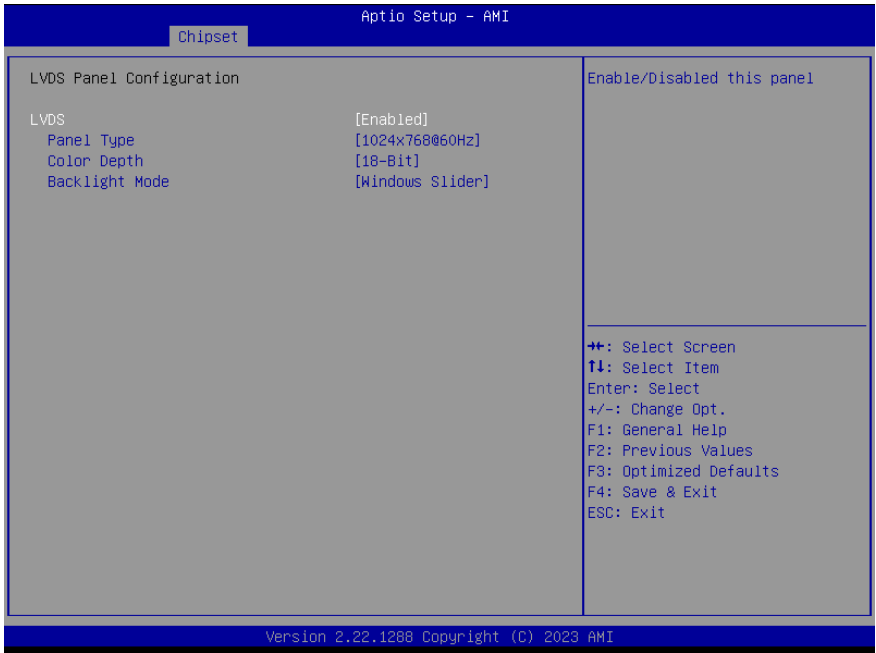 Aptio Setup – AMI
Chipset
LVDS Panel Configuration
LVDS [Enabled]
Panel Type [1024x768@60Hz]
Color Depth [18-Bit]
Backlight Mode [Windows Slider]
Enable/Disabled this panel
→←: Select Screen
↑↓: Select Item
Enter: Select
+/-: Change Opt.
F1: General Help
F2: Previous Values
F3: Optimized Defaults
F4: Save & Exit
ESC: Exit
Version 2.22.1288 Copyright (C) 2023 AMI